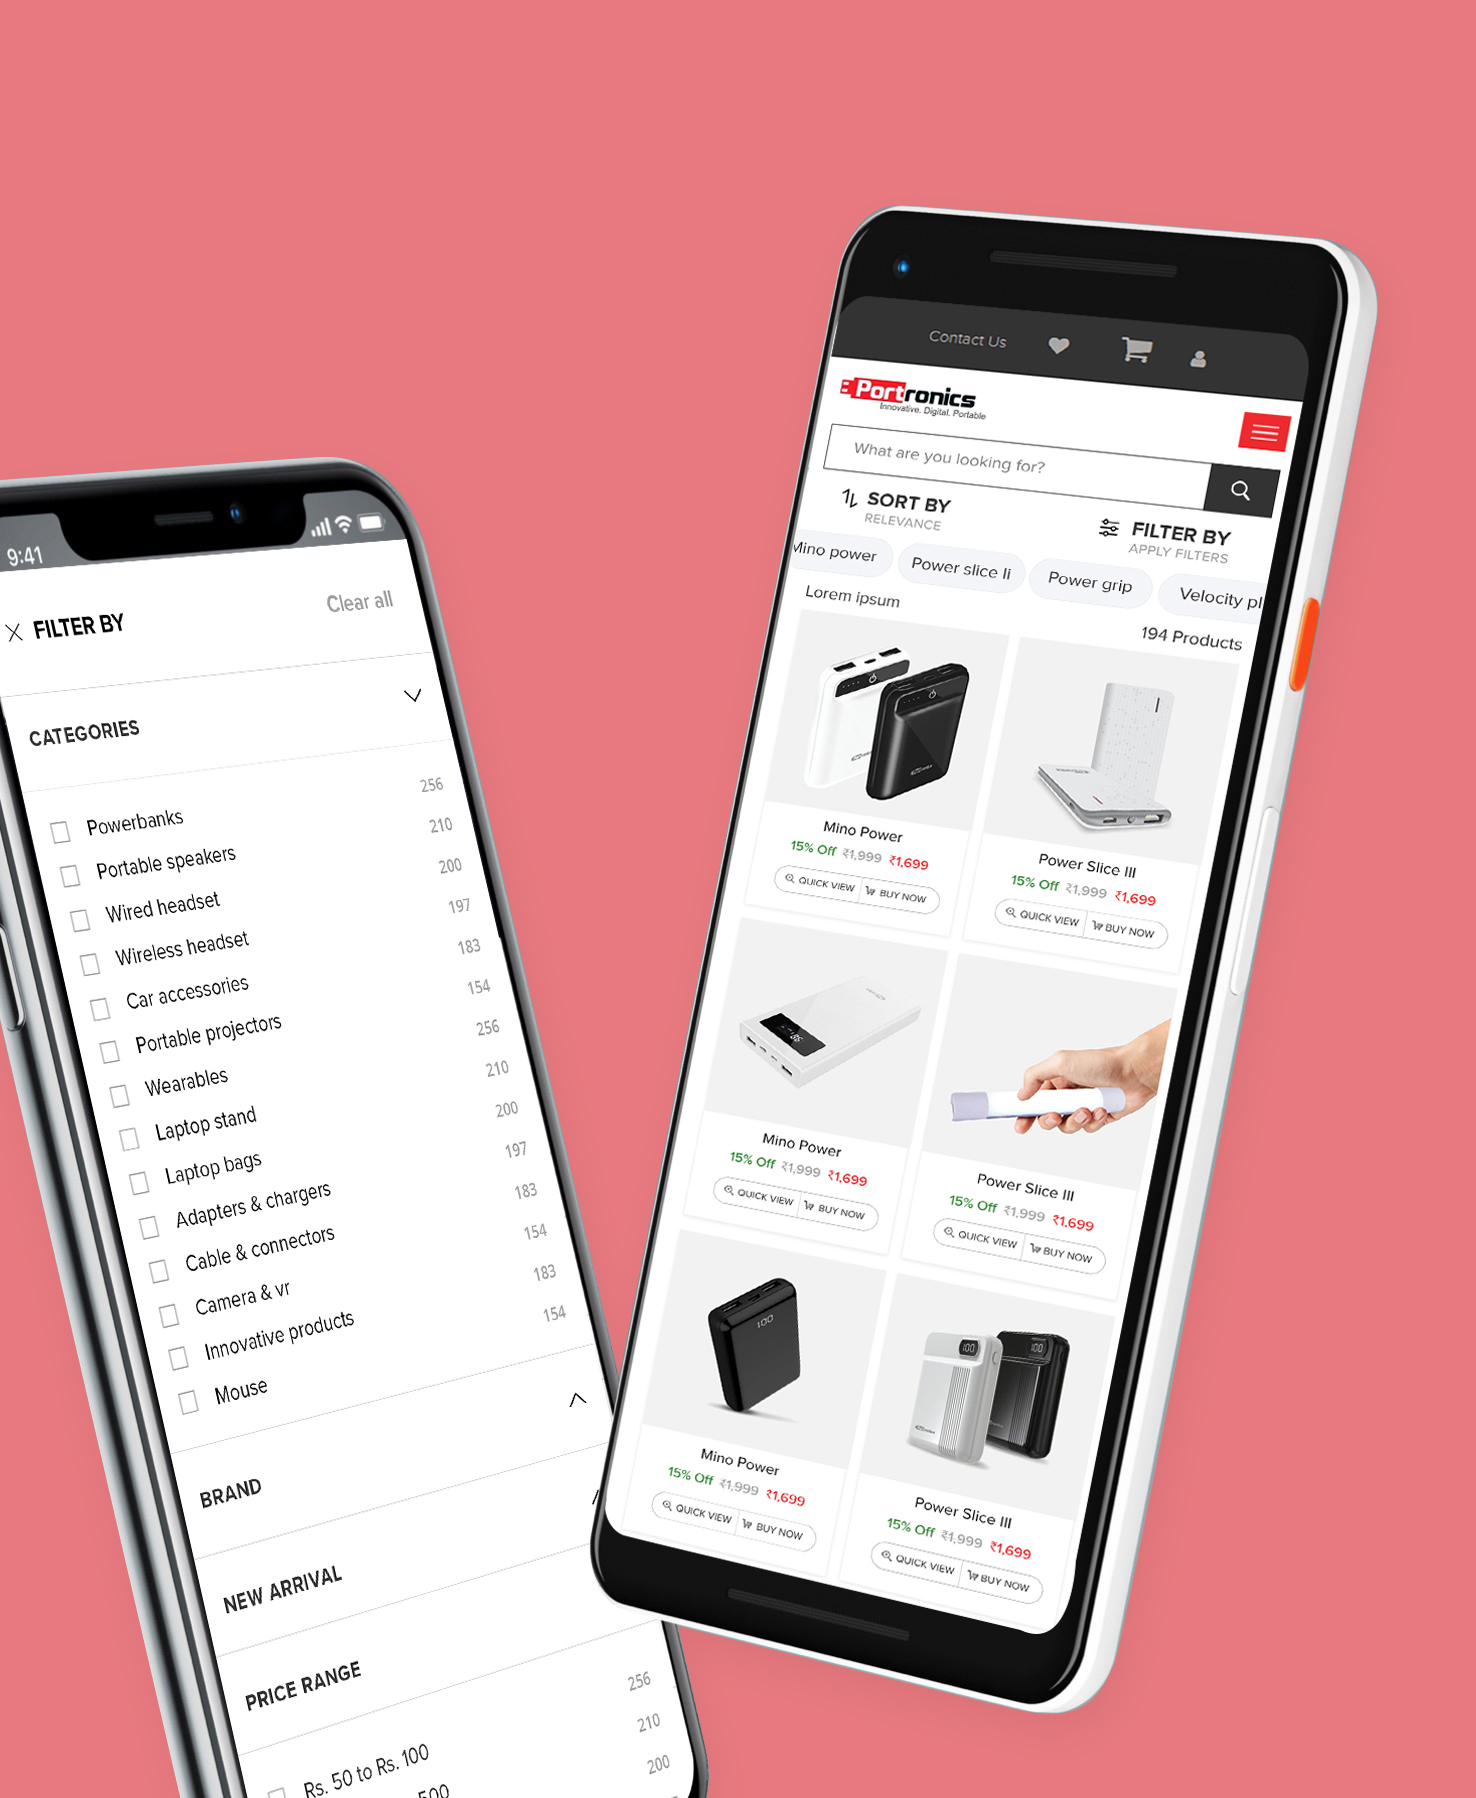 9:41
FILTER BY
Clear all
CATEGORIES
Powerbanks 256
Portable speakers 210
Wired headset 200
Wireless headset 197
Car accessories 183
Portable projectors 154
Wearables 256
Laptop stand 210
Laptop bags 200
Adapters & chargers 197
Cable & connectors 183
Camera & vr 154
Innovative products 183
Mouse 154
BRAND
NEW ARRIVAL
PRICE RANGE
Rs. 50 to Rs. 100 256
500 210
200
Contact Us
Portronics
Innovative. Digital. Portable
What are you looking for?
SORT BY
RELEVANCE
FILTER BY
APPLY FILTERS
Mino power
Power slice Ii
Power grip
Velocity pl
Lorem ipsum
194 Products
Mino Power
15% Off ₹1,999 ₹1,699
QUICK VIEW BUY NOW
Power Slice III
15% Off ₹1,999 ₹1,699
QUICK VIEW BUY NOW
Mino Power
15% Off ₹1,999 ₹1,699
QUICK VIEW BUY NOW
Power Slice III
15% Off ₹1,999 ₹1,699
QUICK VIEW BUY NOW
100
Mino Power
15% Off ₹1,999 ₹1,699
QUICK VIEW BUY NOW
100
100
Power Slice III
15% Off ₹1,999 ₹1,699
QUICK VIEW BUY NOW